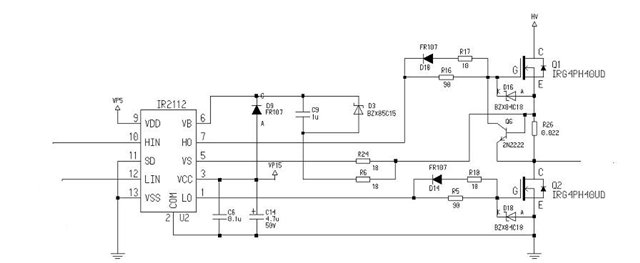 HV
FR107
R17
D18
18
C
Q1
R16
G
IRG4PH40UD
90
D16
K
A
E
BZX84C18
VP5
IR2112
C
D9
FR107
C9
1u
D3
BZX85C15
Q6
2N2222
R26
0.022
9
VDD
VB
6
10
HIN
HO
7
A
11
SD
VS
5
R24
18
12
LIN
VCC
3
VP15
R6
18
FR107
R18
D14
18
C
Q2
13
VSS
COM
LO
1
R5
90
G
IRG4PH40UD
2
U2
C6
0.1u
C14
4.7u
50V
K
D18
A
E
BZX84C18